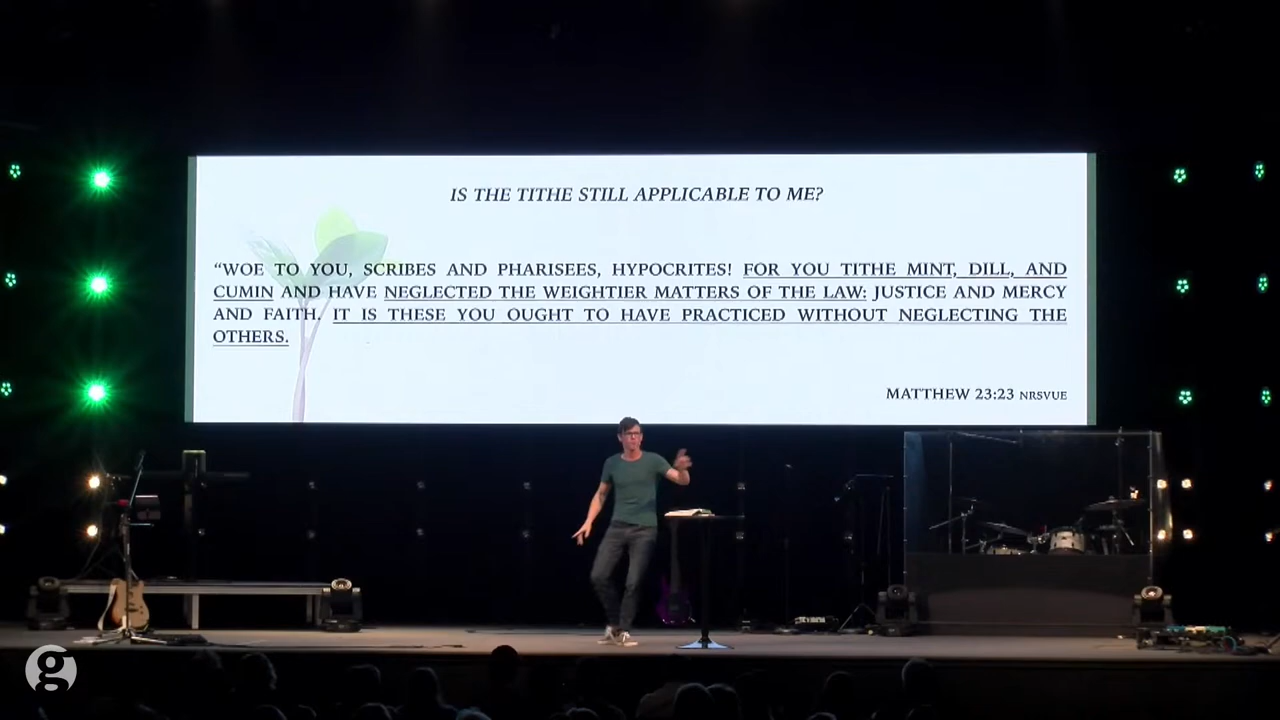 IS THE TITHE STILL APPLICABLE TO ME?
“WOE TO YOU, SCRIBES AND PHARISEES, HYPOCRITES! FOR YOU TITHE MINT, DILL, AND
CUMIN AND HAVE NEGLECTED THE WEIGHTIER MATTERS OF THE LAW: JUSTICE AND MERCY
AND FAITH. IT IS THESE YOU OUGHT TO HAVE PRACTICED WITHOUT NEGLECTING THE
OTHERS.
MATTHEW 23:23 NRSVUE
g